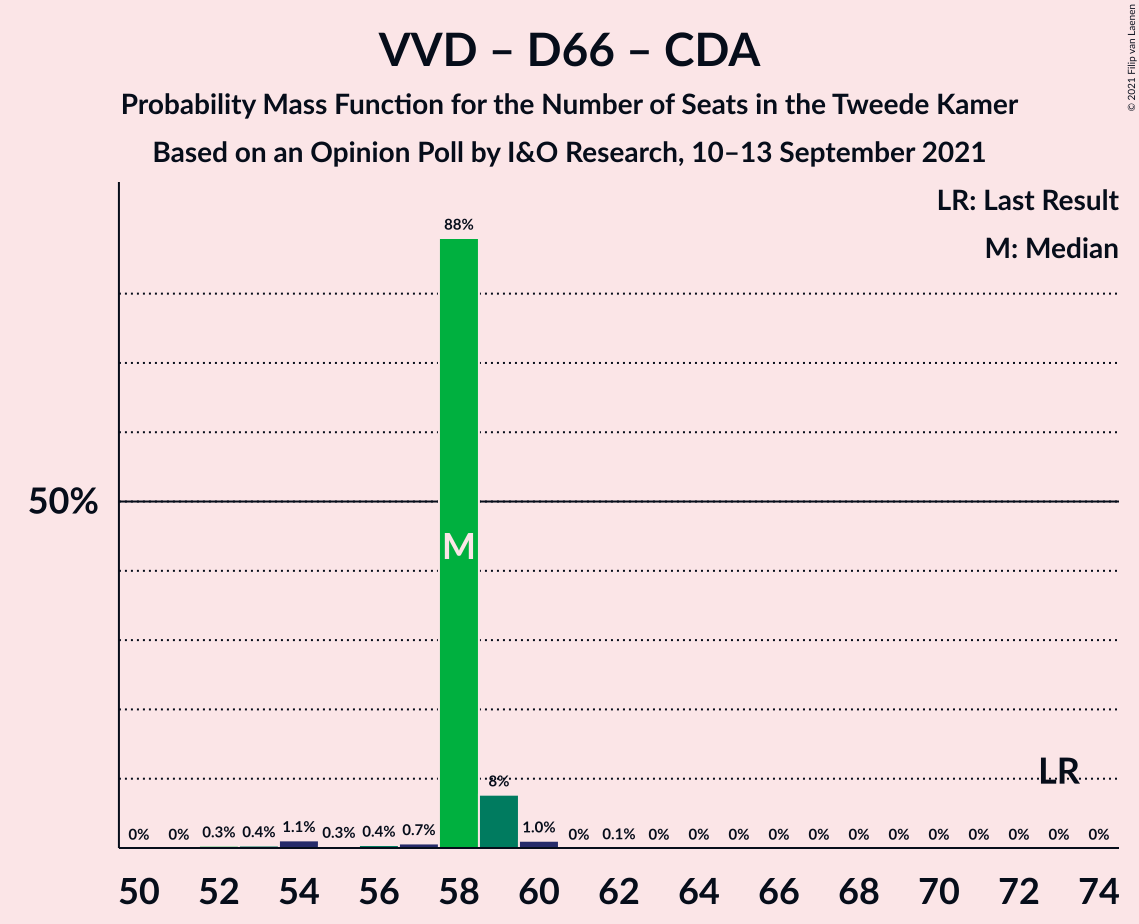 VVD – D66 – CDA
Probability Mass Function for the Number of Seats in the Tweede Kamer
Based on an Opinion Poll by I&O Research, 10–13 September 2021
© 2021 Filip van Laenen
LR: Last Result
M: Median
50%
0% 0% 0.3% 0.4% 1.1% 0.3% 0.4% 0.7% 88% 8% 1.0% 0% 0.1% 0% 0% 0% 0% 0% 0% 0% 0% 0% 0% 0% 0%
M
LR
50 52 54 56 58 60 62 64 66 68 70 72 74